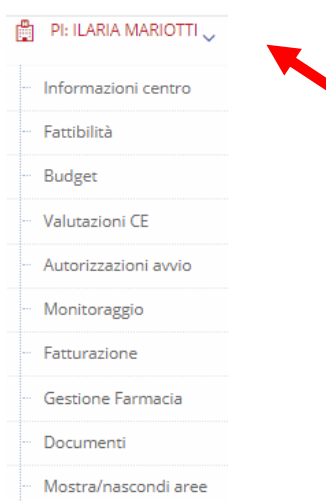 PI: ILARIA MARIOTTI
Informazioni centro
Fattibilità
Budget
Valutazioni CE
Autorizzazioni avvio
Monitoraggio
Fatturazione
Gestione Farmacia
Documenti
Mostra/nascondi aree